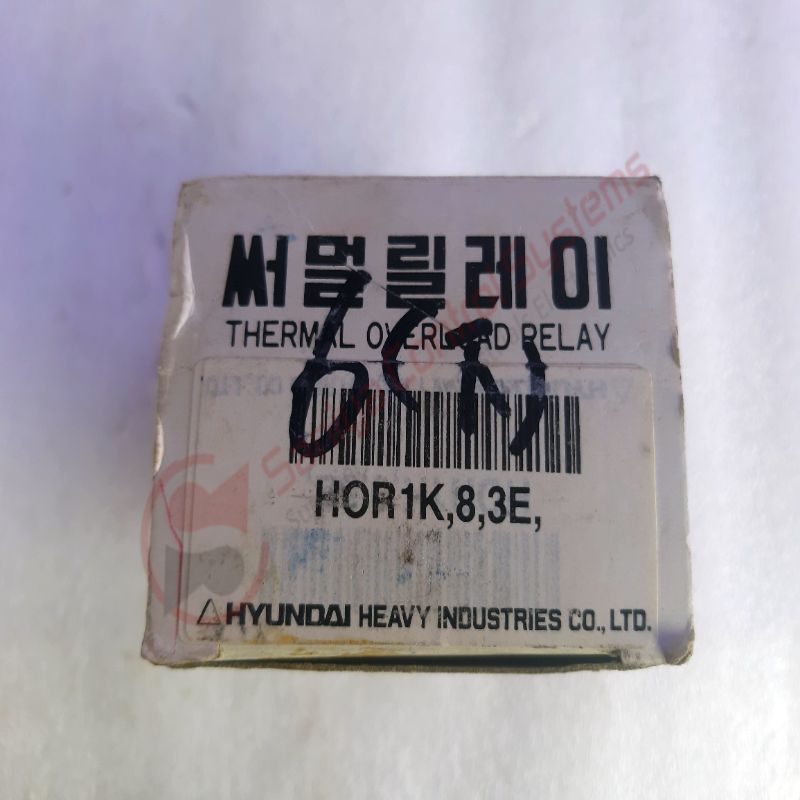 써멀릴레이
THERMAL OVERLOAD RELAY
HOR1K,8,3E,
HYUNDAI HEAVY INDUSTRIES CO., LTD.